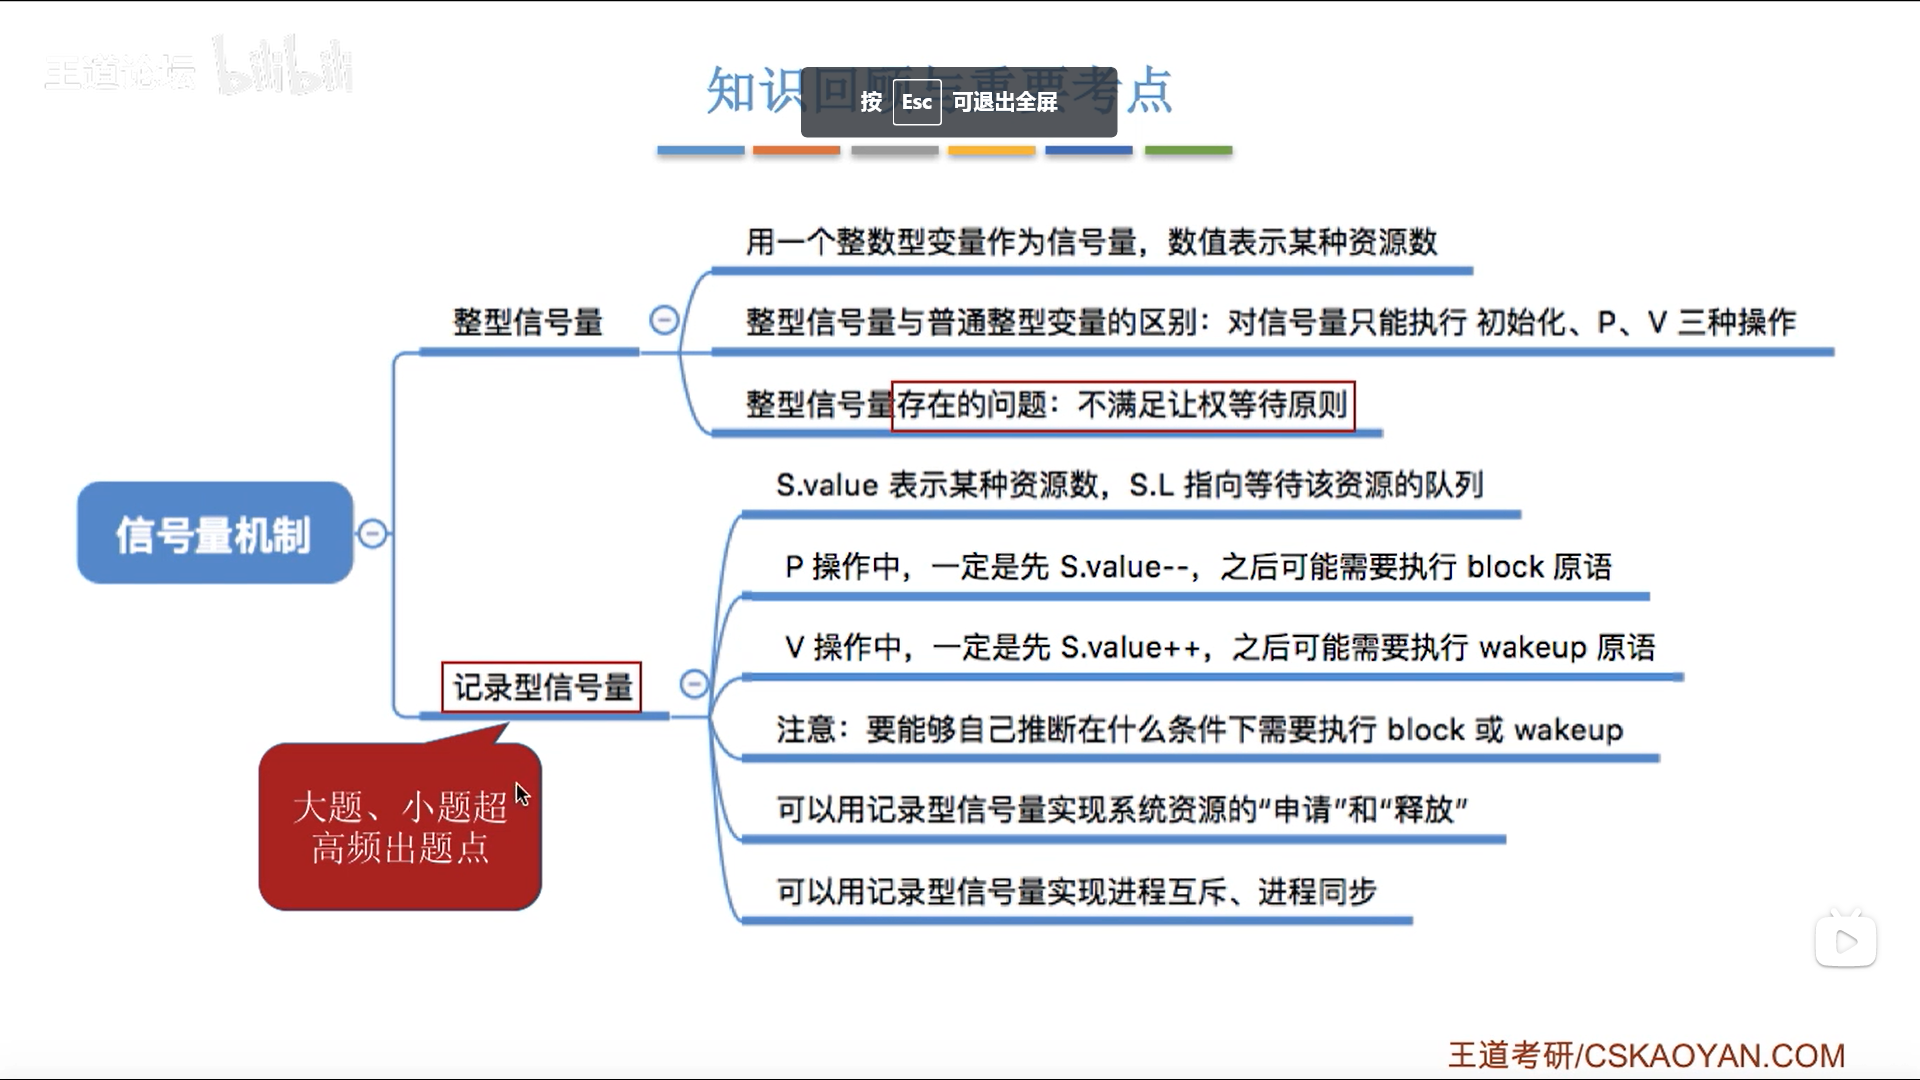 王道论坛 bilibili
知识回顾与重要考点
按 Esc 可退出全屏
用一个整数型变量作为信号量，数值表示某种资源数
整型信号量
整型信号量与普通整型变量的区别：对信号量只能执行 初始化、P、V 三种操作
整型信号量存在的问题：不满足让权等待原则
S.value 表示某种资源数，S.L 指向等待该资源的队列
信号量机制
P 操作中，一定是先 S.value--，之后可能需要执行 block 原语
V 操作中，一定是先 S.value++，之后可能需要执行 wakeup 原语
记录型信号量
注意：要能够自己推断在什么条件下需要执行 block 或 wakeup
大题、小题超
高频出题点
可以用记录型信号量实现系统资源的“申请”和“释放”
可以用记录型信号量实现进程互斥、进程同步
王道考研/CSKAOYAN.COM